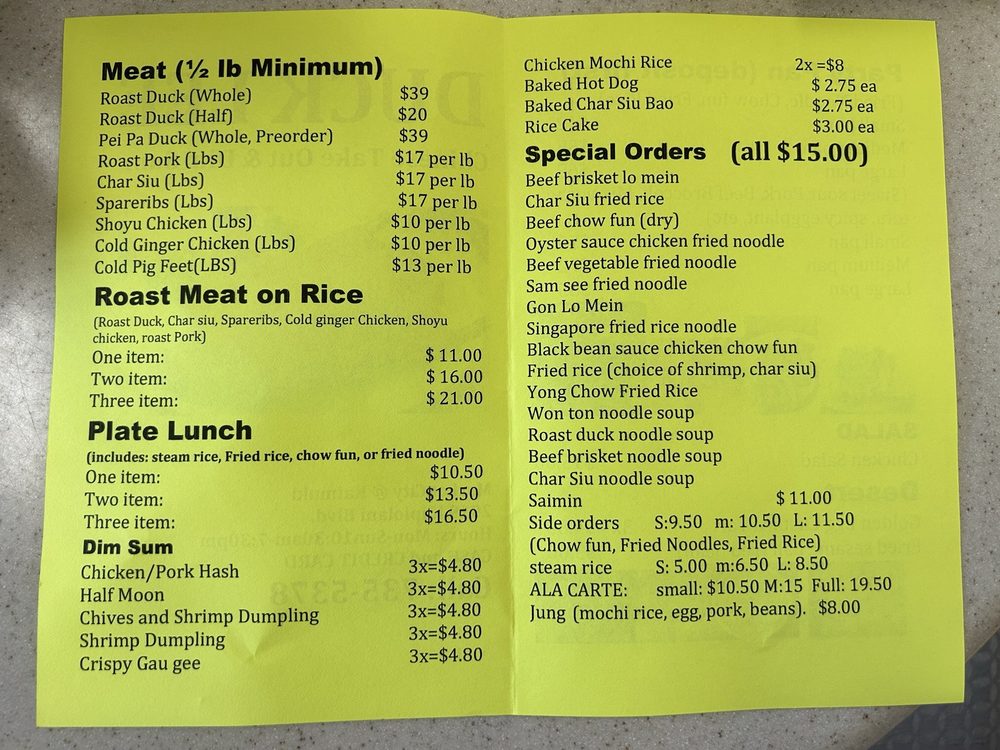 Meat (½ lb Minimum)
Roast Duck (Whole) $39
Roast Duck (Half) $20
Pei Pa Duck (Whole, Preorder) $39
Roast Pork (Lbs) $17 per lb
Char Siu (Lbs) $17 per lb
Spareribs (Lbs) $17 per lb
Shoyu Chicken (Lbs) $10 per lb
Cold Ginger Chicken (Lbs) $10 per lb
Cold Pig Feet(LBS) $13 per lb
Roast Meat on Rice
(Roast Duck, Char siu, Spareribs, Cold ginger Chicken, Shoyu
chicken, roast Pork)
One item: $ 11.00
Two item: $ 16.00
Three item: $ 21.00
Plate Lunch
(includes: steam rice, Fried rice, chow fun, or fried noodle)
One item: $10.50
Two item: $13.50
Three item: $16.50
Dim Sum
Chicken/Pork Hash 3x=$4.80
Half Moon 3x=$4.80
Chives and Shrimp Dumpling 3x=$4.80
Shrimp Dumpling 3x=$4.80
Crispy Gau gee 3x=$4.80
Chicken Mochi Rice 2x =$8
Baked Hot Dog $ 2.75 ea
Baked Char Siu Bao $2.75 ea
Rice Cake $3.00 ea
Special Orders (all $15.00)
Beef brisket lo mein
Char Siu fried rice
Beef chow fun (dry)
Oyster sauce chicken fried noodle
Beef vegetable fried noodle
Sam see fried noodle
Gon Lo Mein
Singapore fried rice noodle
Black bean sauce chicken chow fun
Fried rice (choice of shrimp, char siu)
Yong Chow Fried Rice
Won ton noodle soup
Roast duck noodle soup
Beef brisket noodle soup
Char Siu noodle soup
Saimin $ 11.00
Side orders S:9.50 m: 10.50 L: 11.50
(Chow fun, Fried Noodles, Fried Rice)
steam rice S: 5.00 m:6.50 L: 8.50
ALA CARTE: small: $10.50 M:15 Full: 19.50
Jung (mochi rice, egg, pork, beans). $8.00